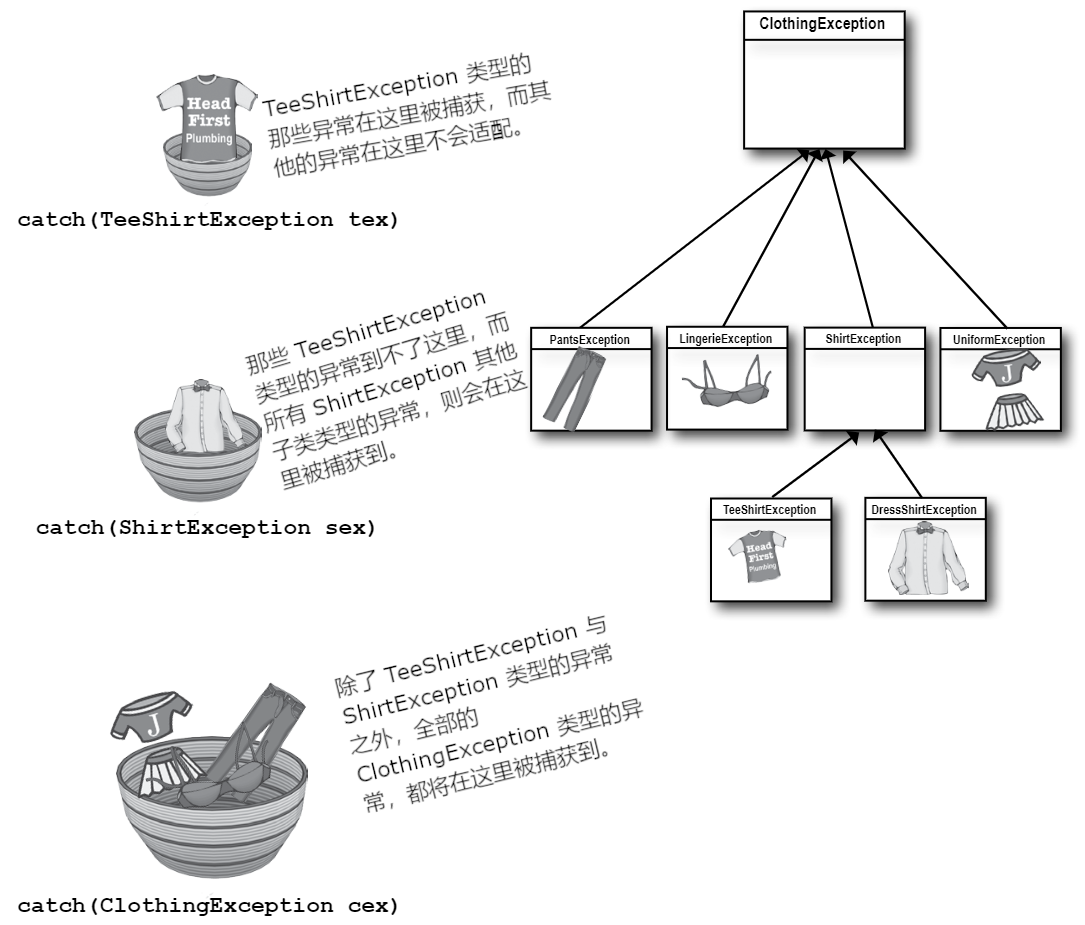 Head
First
Plumbing
TeeShirtException 类型的
那些异常在这里被捕获，而其
他的异常在这里不会适配。
catch(TeeShirtException tex)
那些 TeeShirtException
类型的异常到不了这里，而
所有 ShirtException 其他
子类类型的异常，则会在这
里被捕获到。
catch(ShirtException sex)
除了 TeeShirtException 与
ShirtException 类型的异常
之外，全部的
ClothingException 类型的异
常，都将在这里被捕获到。
J
catch(ClothingException cex)
ClothingException
PantsException
LingerieException
ShirtException
UniformException
J
TeeShirtException
DressShirtException
Head
First
Plumbing